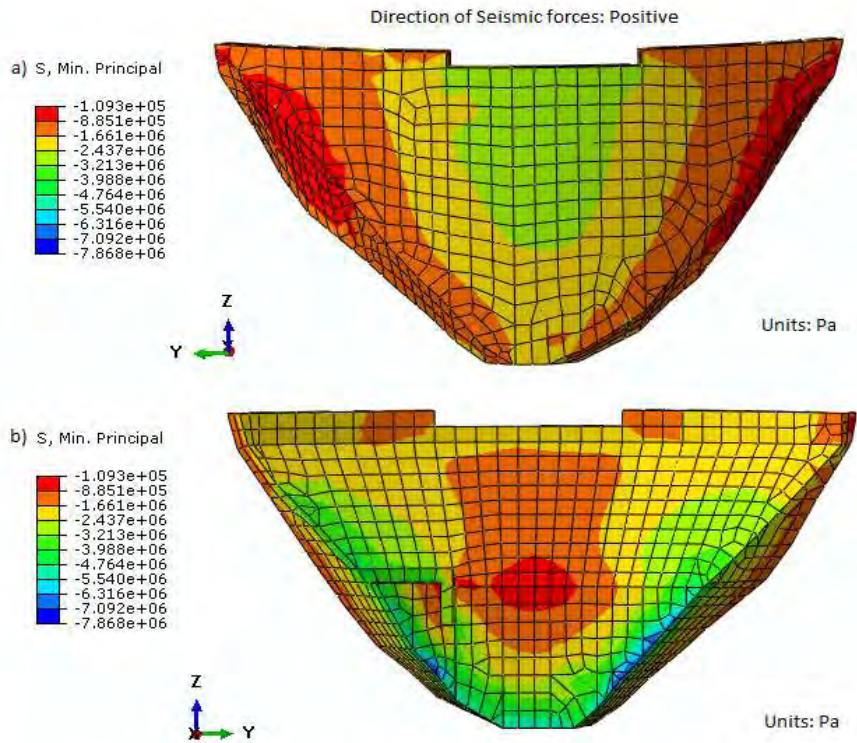 Direction of Seismic forces: Positive
a) S, Min. Principal
-1.093e+05
-8.851e+05
-1.661e+06
-2.437e+06
-3.213e+06
-3.988e+06
-4.764e+06
-5.540e+06
-6.316e+06
-7.092e+06
-7.868e+06
Z
Y
X
Units: Pa
b) S, Min. Principal
-1.093e+05
-8.851e+05
-1.661e+06
-2.437e+06
-3.213e+06
-3.988e+06
-4.764e+06
-5.540e+06
-6.316e+06
-7.092e+06
-7.868e+06
Z
X
Y
Units: Pa